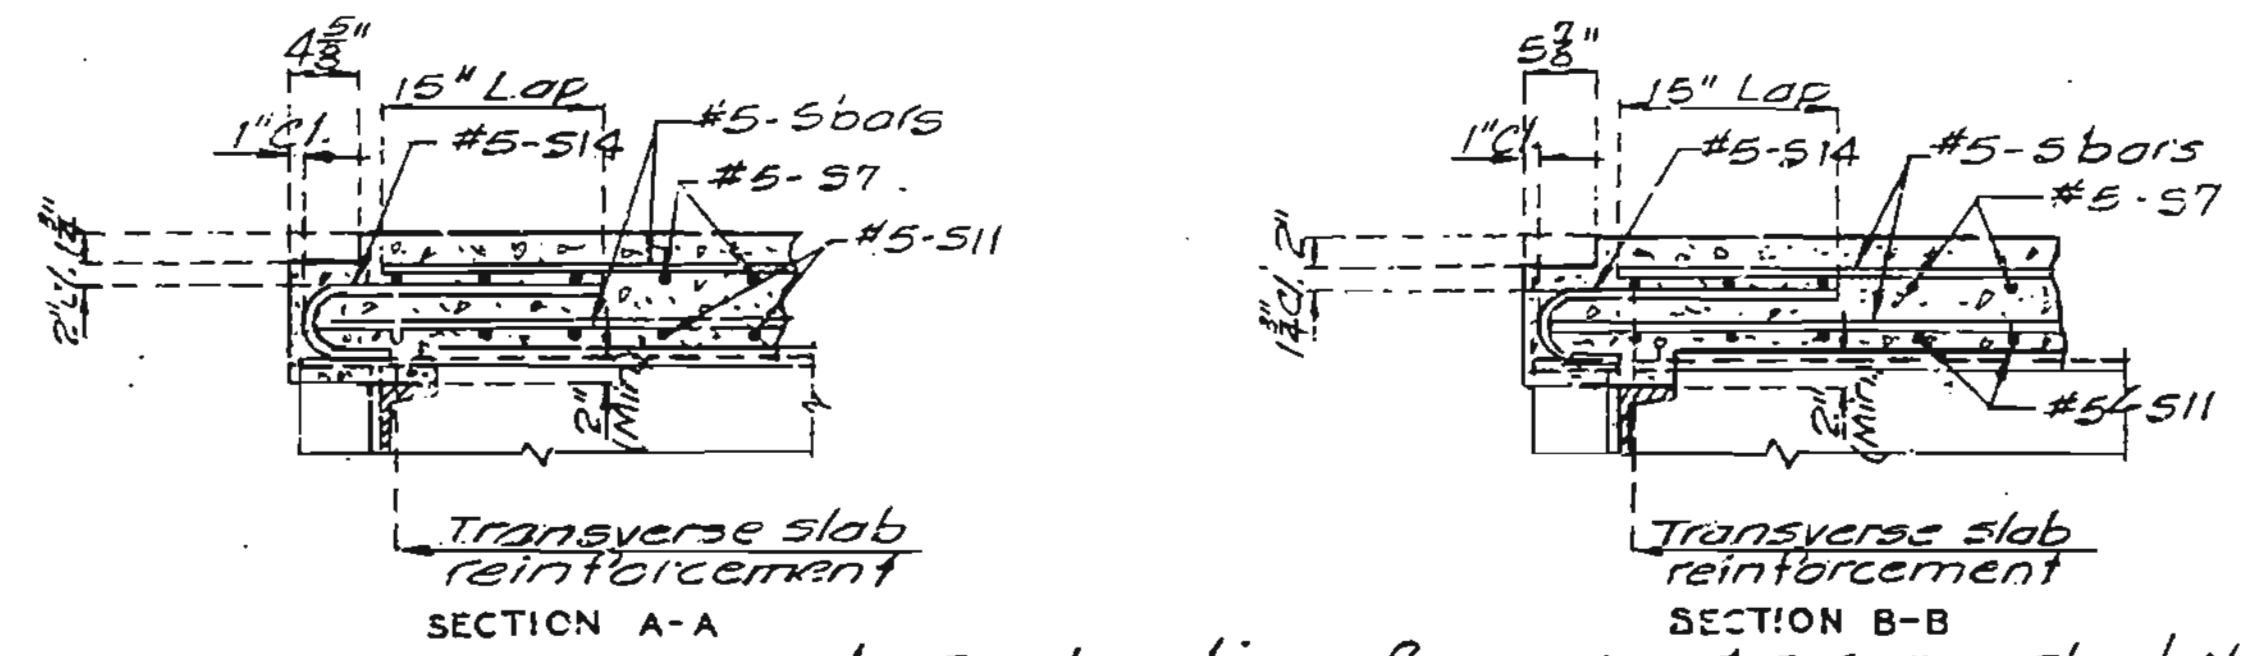 4 5/8"
15" Lap
1" Cl.
#5-S14
#5-S bars
#5-S7
#5-S11
1 3/4"
2" Cl.
2"
(Min.
Transverse slab
reinforcement
SECTION A-A
5 7/8"
15" Lap
1" Cl.
#5-S14
#5-S bars
#5-S7
2"
1 3/4" Cl.
#5-S11
2"
(Min.
Transverse slab
reinforcement
SECTION B-B